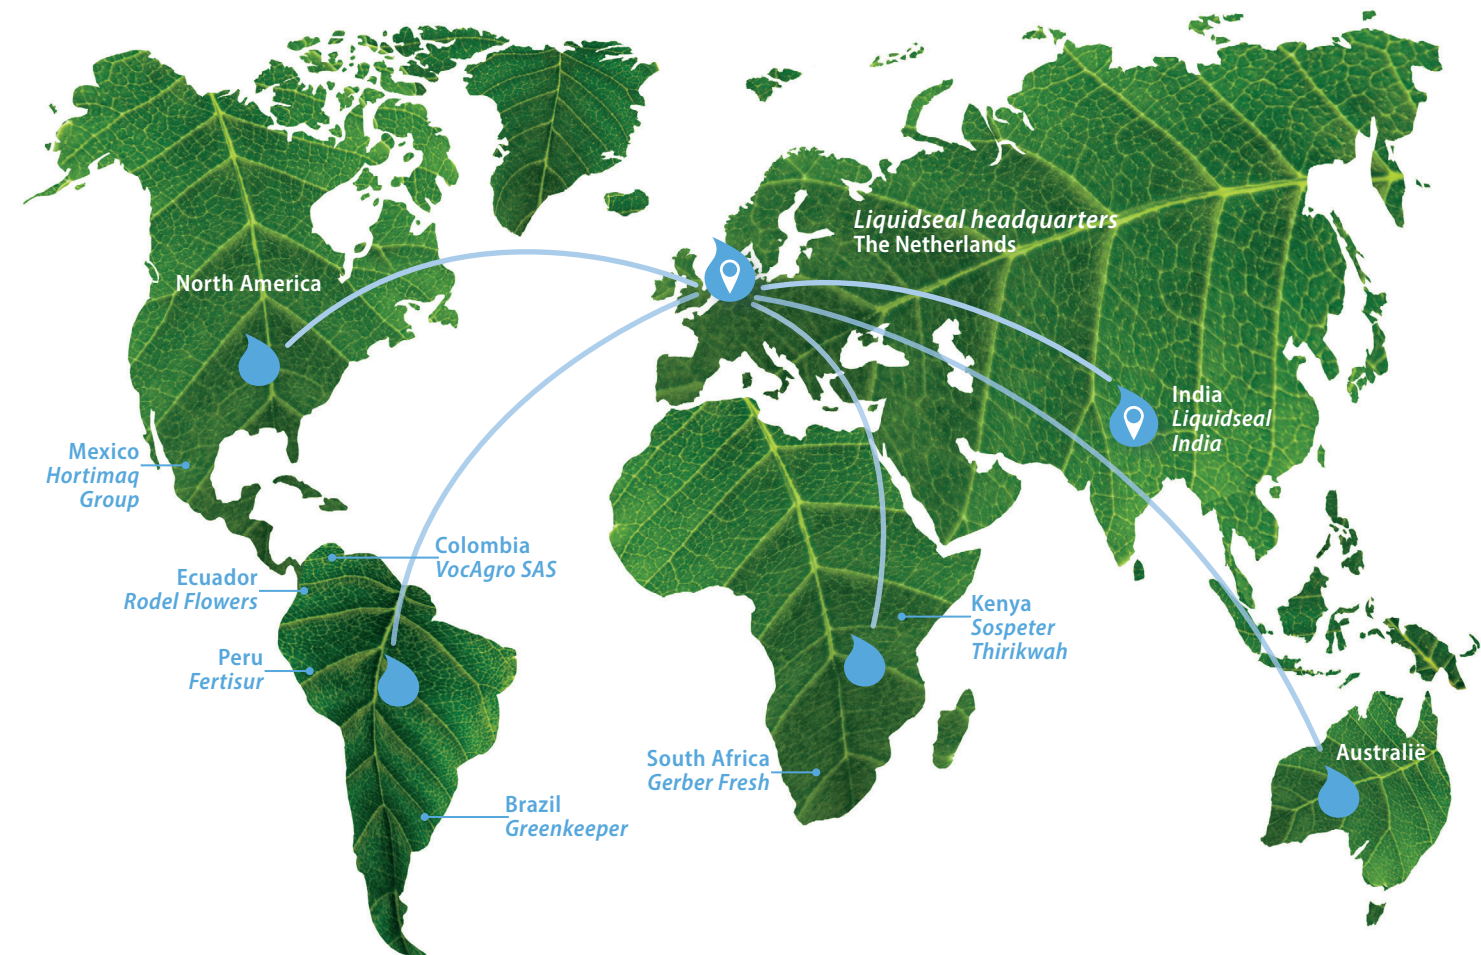 Liquidseal headquarters
The Netherlands
North America
India
Liquidseal
India
Mexico
Hortimaq
Group
Colombia
VocAgro SAS
Ecuador
Rodel Flowers
Kenya
Sospeter
Thirikwah
Peru
Fertisur
South Africa
Gerber Fresh
Australië
Brazil
Greenkeeper